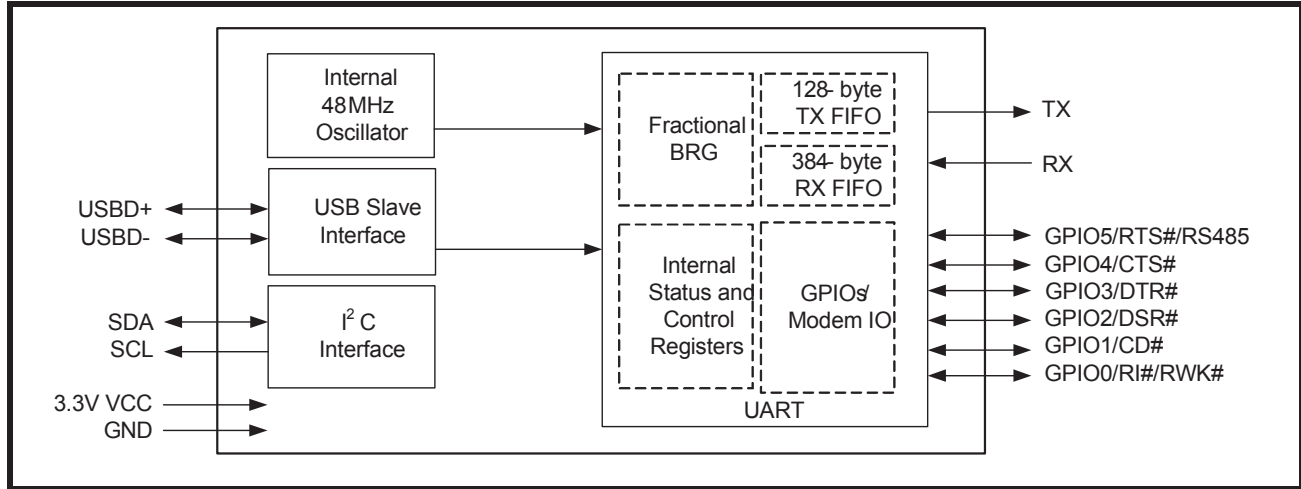 Internal
48MHz
Oscillator
USB Slave
Interface
I² C
Interface
USBD+
USBD-
SDA
SCL
3.3V VCC
GND
Fractional
BRG
128- byte
TX FIFO
384- byte
RX FIFO
Internal
Status and
Control
Registers
GPIOs/
Modem IO
UART
TX
RX
GPIO5/RTS#/RS485
GPIO4/CTS#
GPIO3/DTR#
GPIO2/DSR#
GPIO1/CD#
GPIO0/RI#/RWK#